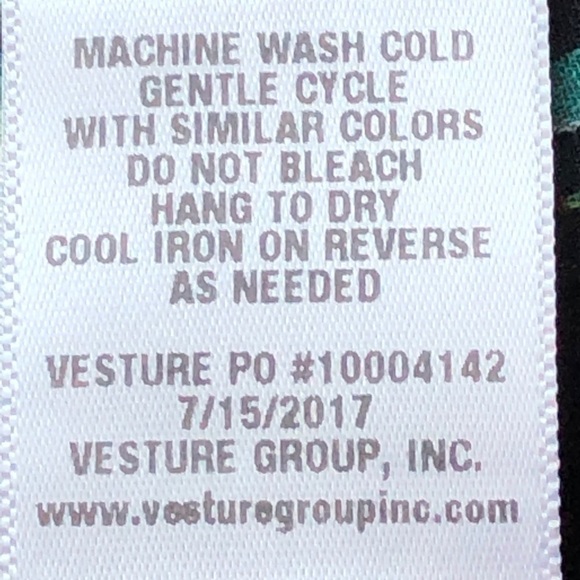 MACHINE WASH COLD
GENTLE CYCLE
WITH SIMILAR COLORS
DO NOT BLEACH
HANG TO DRY
COOL IRON ON REVERSE
AS NEEDED
VESTURE PO #10004142
7/15/2017
VESTURE GROUP, INC.
www.vesturegroupinc.com